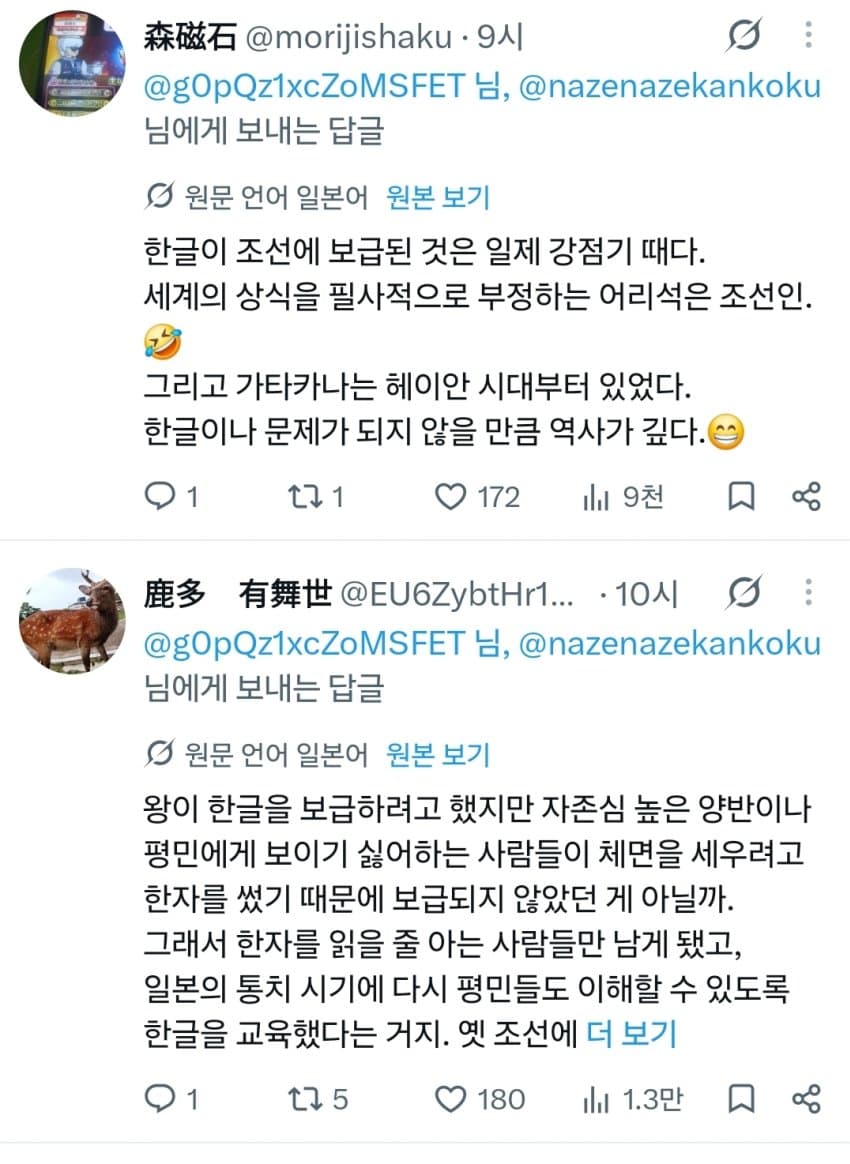 森磁石 @morijishaku · 9시
@g0pQz1xcZoMSFET 님, @nazenazekankoku
님에게 보내는 답글
원문 언어 일본어 원본 보기
한글이 조선에 보급된 것은 일제 강점기 때다.
세계의 상식을 필사적으로 부정하는 어리석은 조선인.
🤣
그리고 가타카나는 헤이안 시대부터 있었다.
한글이나 문제가 되지 않을 만큼 역사가 깊다.😁
1 1 172 9천
鹿多 有舞世 @EU6ZybtHr1... · 10시
@g0pQz1xcZoMSFET 님, @nazenazekankoku
님에게 보내는 답글
원문 언어 일본어 원본 보기
왕이 한글을 보급하려고 했지만 자존심 높은 양반이나
평민에게 보이기 싫어하는 사람들이 체면을 세우려고
한자를 썼기 때문에 보급되지 않았던 게 아닐까.
그래서 한자를 읽을 줄 아는 사람들만 남게 됐고,
일본의 통치 시기에 다시 평민들도 이해할 수 있도록
한글을 교육했다는 거지. 옛 조선에 더 보기
1 5 180 1.3만